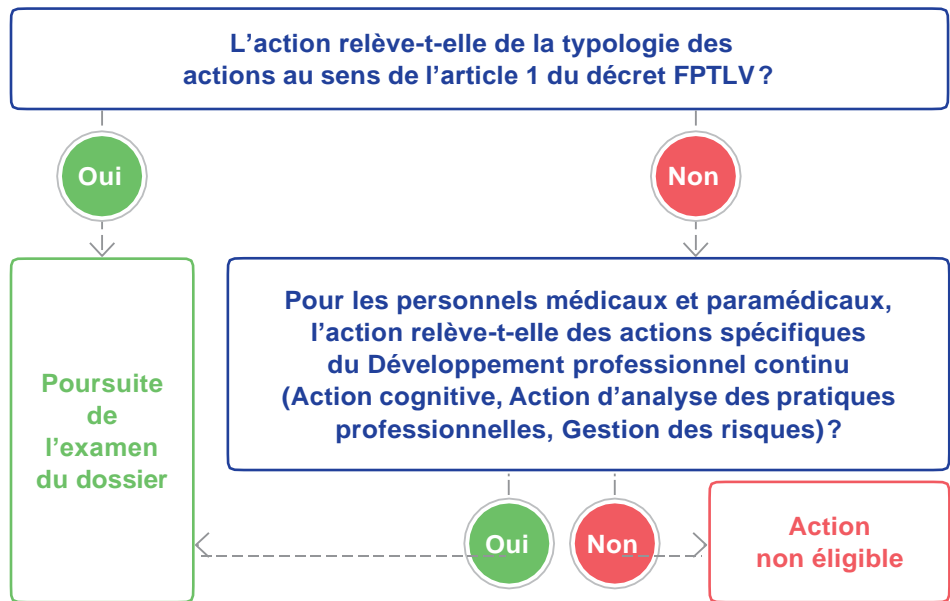 L'action relève-t-elle de la typologie des
actions au sens de l'article 1 du décret FPTLV ?
Oui
Non
Poursuite
de
l'examen
du dossier
Pour les personnels médicaux et paramédicaux,
l'action relève-t-elle des actions spécifiques
du Développement professionnel continu
(Action cognitive, Action d'analyse des pratiques
professionnelles, Gestion des risques) ?
Oui
Non
Action
non éligible